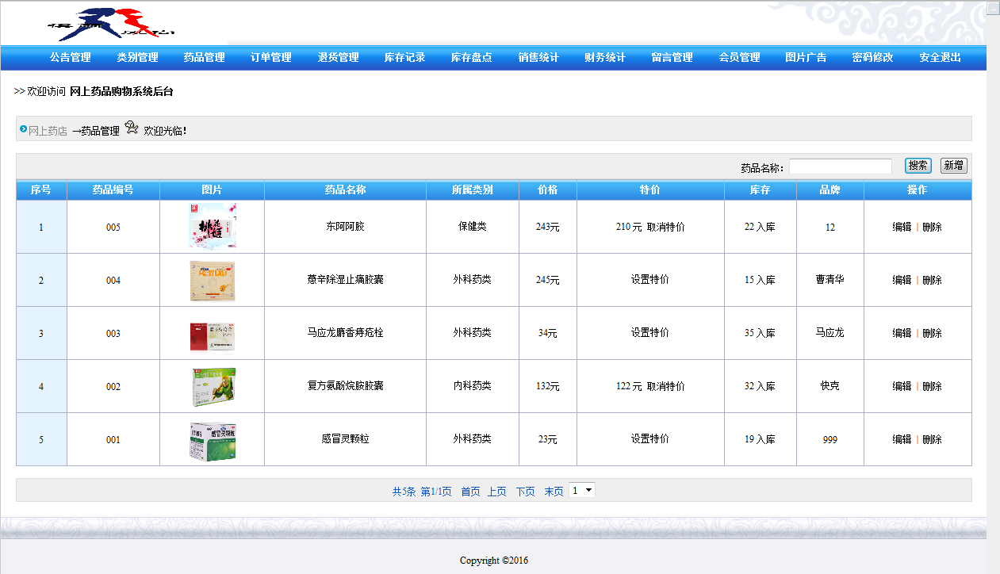 公告管理 类别管理 药品管理 订单管理 退货管理 库存记录 库存盘点 销售统计 财务统计 留言管理 会员管理 图片广告 密码修改 安全退出
>> 欢迎访问 网上药品购物系统后台
网上药店 →药品管理 欢迎光临！
药品名称： 搜索 新增
序号 药品编号 图片 药品名称 所属类别 价格 特价 库存 品牌 操作
1 005 桃花姬 东阿阿胶 保健类 243元 210 元 取消特价 22 入库 12 编辑 | 删除
2 004 薏辛除湿止痛胶囊 外科药类 245元 设置特价 15 入库 曹清华 编辑 | 删除
3 003 马应龙麝香痔疮栓 外科药类 34元 设置特价 35 入库 马应龙 编辑 | 删除
4 002 复方氨酚烷胺胶囊 内科药类 132元 122 元 取消特价 32 入库 快克 编辑 | 删除
5 001 感冒灵颗粒 感冒灵颗粒 外科药类 23元 设置特价 19 入库 999 编辑 | 删除
共5条 第1/1页 首页 上页 下页 末页 1
Copyright ©2016